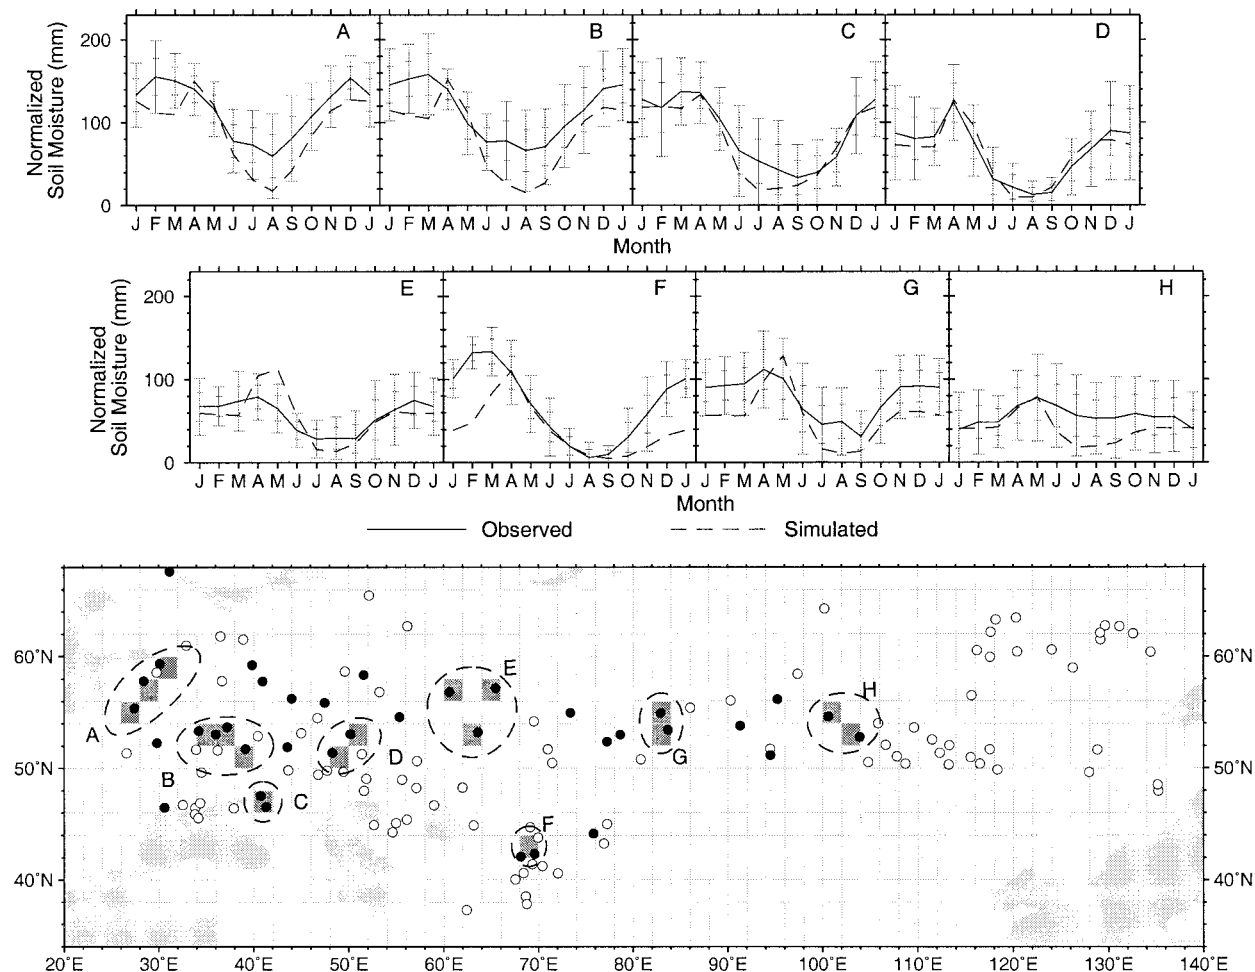 A B C D
Normalized
Soil Moisture (mm)
200
100
0
J F M A M J J A S O N D J F M A M J J A S O N D J F M A M J J A S O N D J F M A M J J A S O N D J
Month
E F G H
Normalized
Soil Moisture (mm)
200
100
0
J F M A M J J A S O N D J J F M A M J J A S O N D J J F M A M J J A S O N D J J F M A M J J A S O N D J
Month
Observed Simulated
60°N 60°N
E
H
A
D
G
50°N 50°N
B
C
F
40°N 40°N
20°E 30°E 40°E 50°E 60°E 70°E 80°E 90°E 100°E 110°E 120°E 130°E 140°E